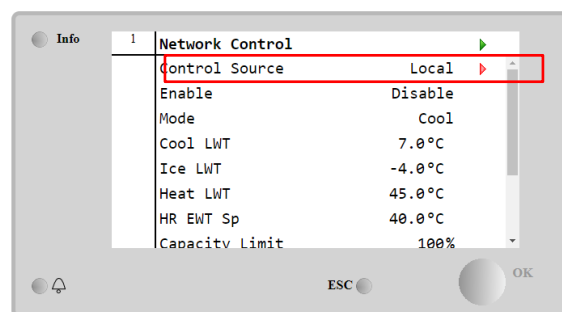 Info
1 Network Control
Control Source Local
Enable Disable
Mode Cool
Cool LWT 7.0°C
Ice LWT -4.0°C
Heat LWT 45.0°C
HR EWT Sp 40.0°C
Capacity Limit 100%
ESC
OK